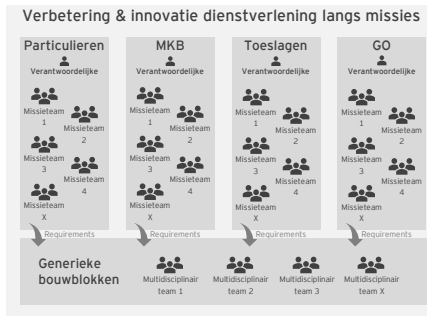 Verbetering & innovatie dienstverlening langs missies
Particulieren
Verantwoordelijke
Missieteam
1
Missieteam
2
Missieteam
3
Missieteam
4
Missieteam
X
MKB
Verantwoordelijke
Missieteam
1
Missieteam
2
Missieteam
3
Missieteam
4
Missieteam
X
Toeslagen
Verantwoordelijke
Missieteam
1
Missieteam
2
Missieteam
3
Missieteam
4
Missieteam
X
GO
Verantwoordelijke
Missieteam
1
Missieteam
2
Missieteam
3
Missieteam
4
Missieteam
X
Requirements
Requirements
Requirements
Requirements
Generieke
bouwblokken
Multidisciplinair
team 1
Multidisciplinair
team 2
Multidisciplinair
team 3
Multidisciplinair
team X